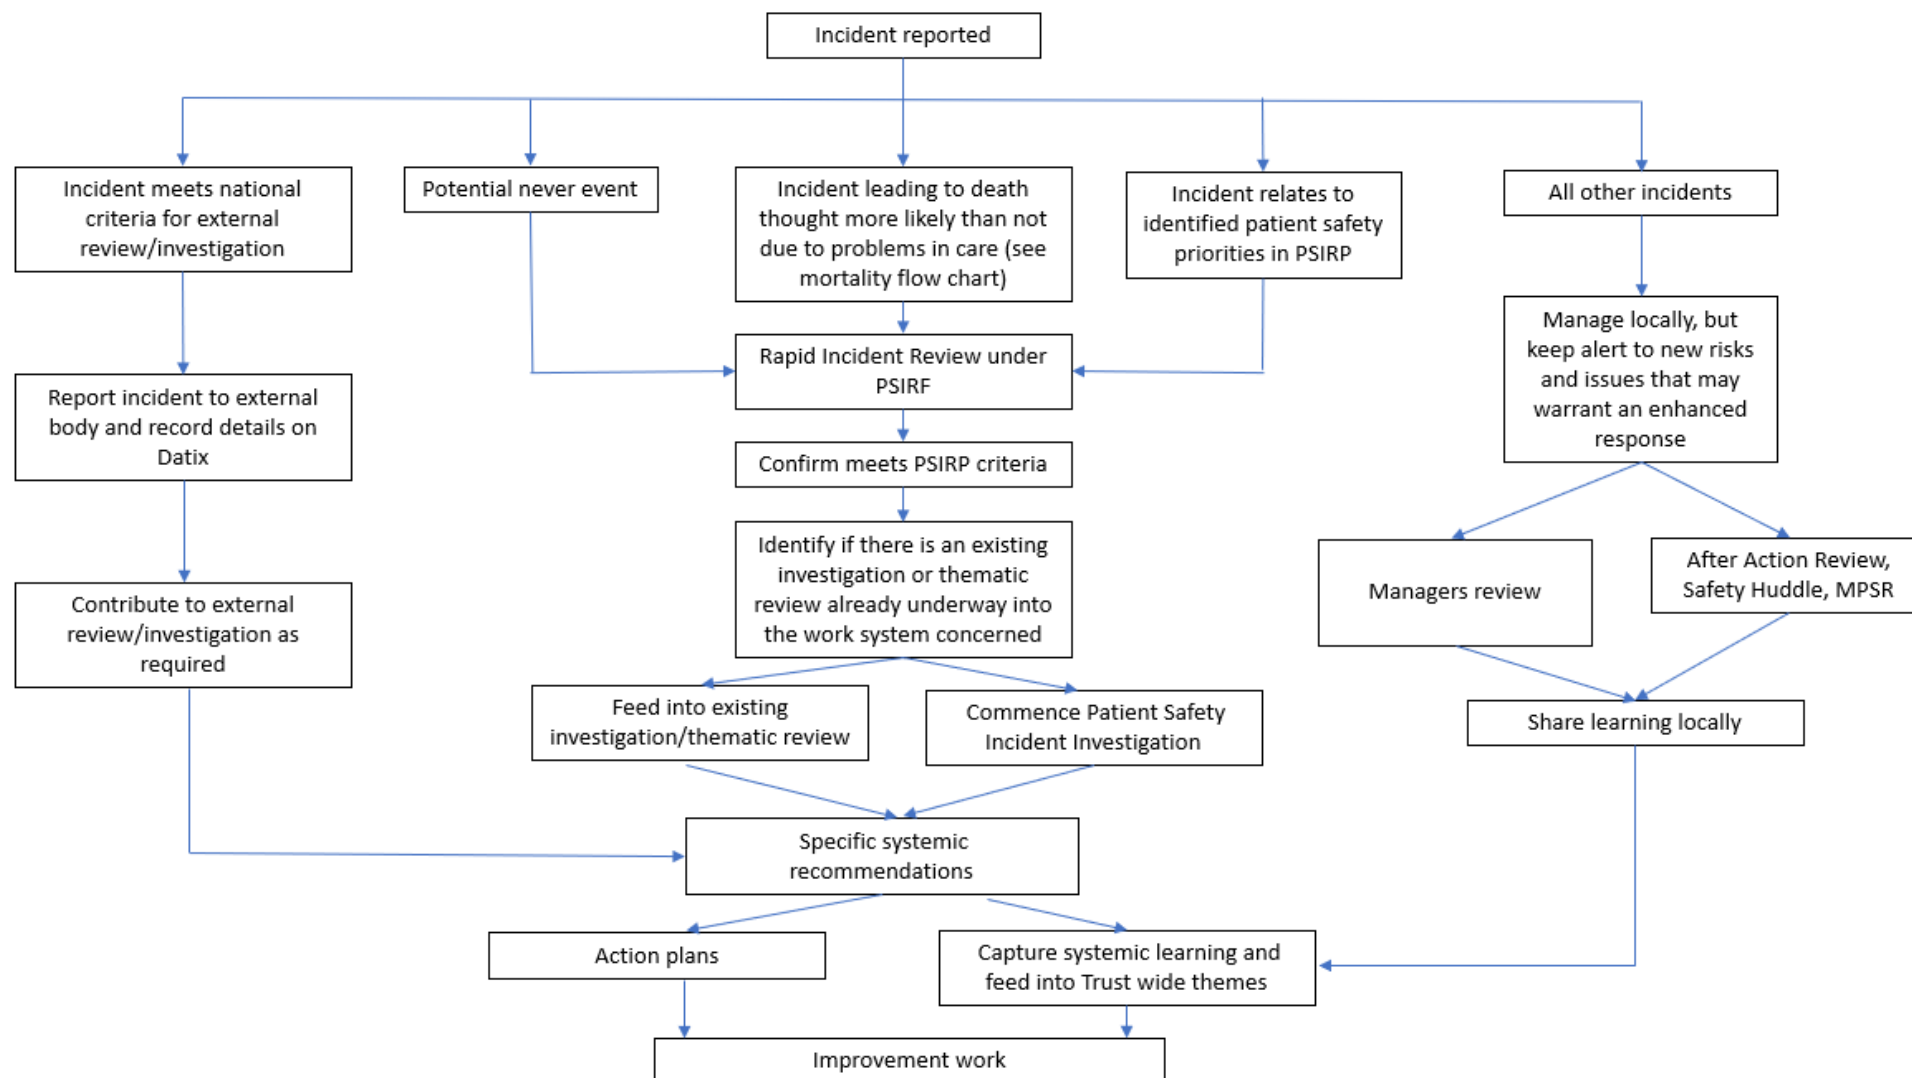 Incident reported
Incident meets national
criteria for external
review/investigation
Potential never event
Incident leading to death
thought more likely than not
due to problems in care (see
mortality flow chart)
Incident relates to
identified patient safety
priorities in PSIRP
All other incidents
Rapid Incident Review under
PSIRF
Manage locally, but
keep alert to new risks
and issues that may
warrant an enhanced
response
Report incident to external
body and record details on
Datix
Confirm meets PSIRP criteria
Identify if there is an existing
investigation or thematic
review already underway into
the work system concerned
Managers review
After Action Review,
Safety Huddle, MPSR
Contribute to external
review/investigation as
required
Feed into existing
investigation/thematic review
Commence Patient Safety
Incident Investigation
Share learning locally
Specific systemic
recommendations
Action plans
Capture systemic learning and
feed into Trust wide themes
Improvement work